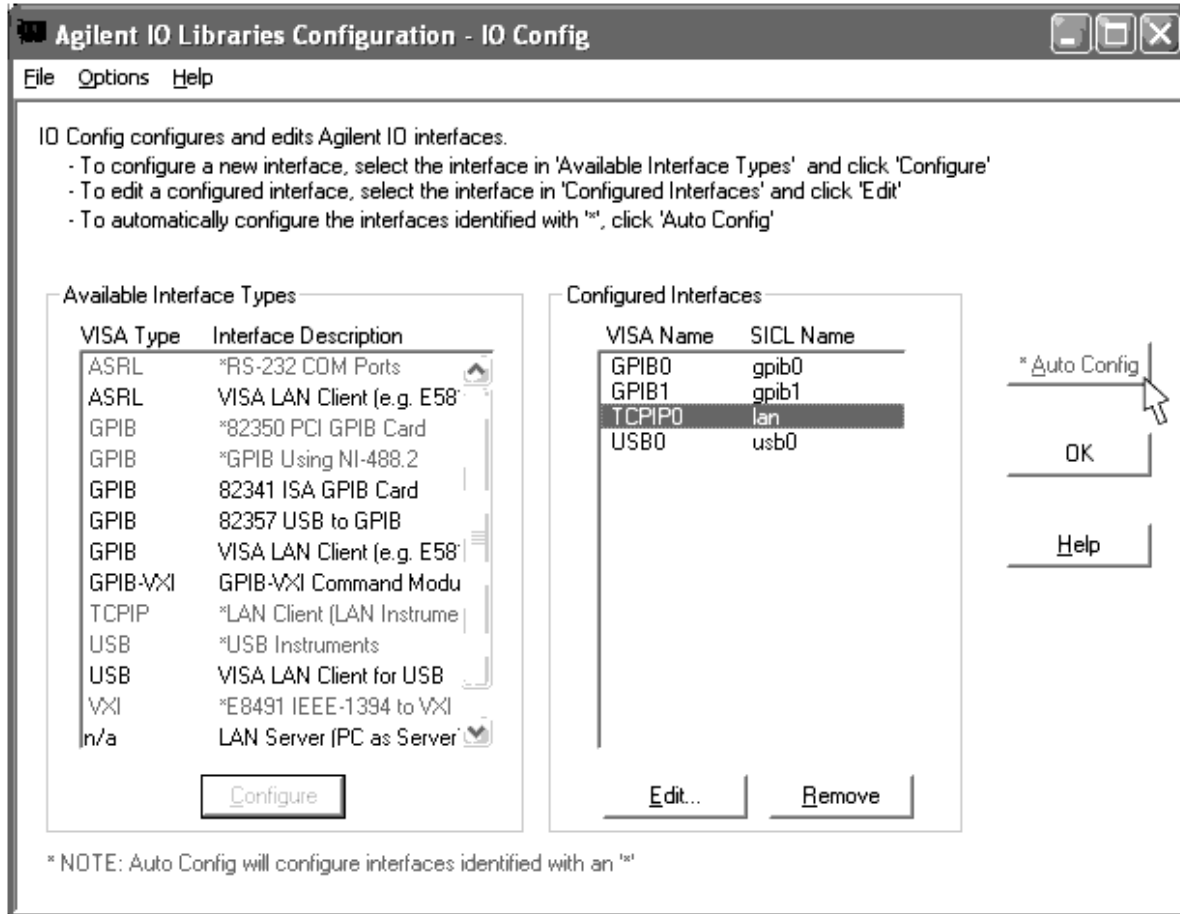 Agilent IO Libraries Configuration - IO Config
File Options Help
IO Config configures and edits Agilent IO interfaces.
- To configure a new interface, select the interface in 'Available Interface Types' and click 'Configure'
- To edit a configured interface, select the interface in 'Configured Interfaces' and click 'Edit'
- To automatically configure the interfaces identified with '*', click 'Auto Config'
Available Interface Types
VISA Type Interface Description
ASRL *RS-232 COM Ports
ASRL VISA LAN Client (e.g. E58
GPIB *82350 PCI GPIB Card
GPIB *GPIB Using NI-488.2
GPIB 82341 ISA GPIB Card
GPIB 82357 USB to GPIB
GPIB VISA LAN Client (e.g. E58
GPIB-VXI GPIB-VXI Command Modu
TCPIP *LAN Client (LAN Instrume
USB *USB Instruments
USB VISA LAN Client for USB
VXI *E8491 IEEE-1394 to VXI
n/a LAN Server (PC as Server)
Configure
Configured Interfaces
VISA Name SICL Name
GPIB0 gpib0
GPIB1 gpib1
TCPIP0 lan
USB0 usb0
Edit... Remove
* Auto Config
OK
Help
* NOTE: Auto Config will configure interfaces identified with an '*'